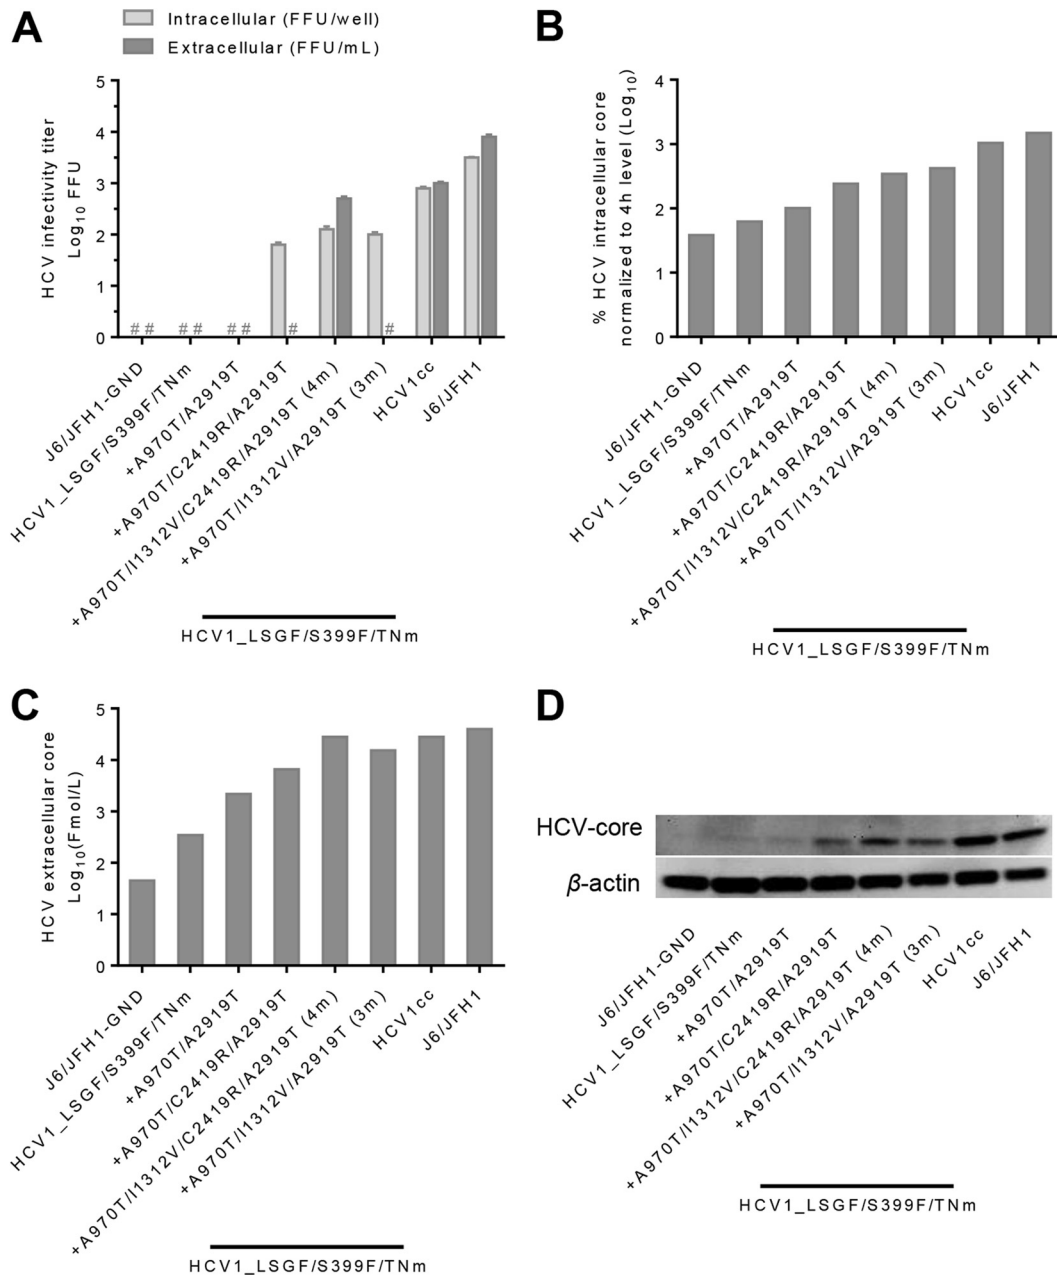 A
Intracellular (FFU/well)
Extracellular (FFU/mL)
HCV infectivity titer
Log10 FFU
5
4
3
2
1
0
# # # # # # # #
J6/JFH1-GND
HCV1_LSGF/S399F/TNm
+A970T/A2919T
+A970T/C2419R/A2919T
+A970T/I1312V/C2419R/A2919T (4m)
+A970T/I1312V/A2919T (3m)
HCV1cc
J6/JFH1
HCV1_LSGF/S399F/TNm
B
% HCV intracellular core
normalized to 4h level (Log10)
4
3
2
1
0
J6/JFH1-GND
HCV1_LSGF/S399F/TNm
+A970T/A2919T
+A970T/C2419R/A2919T
+A970T/I1312V/C2419R/A2919T (4m)
+A970T/I1312V/A2919T (3m)
HCV1cc
J6/JFH1
HCV1_LSGF/S399F/TNm
C
HCV extracellular core
Log10(Fmol/L)
5
4
3
2
1
0
J6/JFH1-GND
HCV1_LSGF/S399F/TNm
+A970T/A2919T
+A970T/C2419R/A2919T
+A970T/I1312V/C2419R/A2919T (4m)
+A970T/I1312V/A2919T (3m)
HCV1cc
J6/JFH1
HCV1_LSGF/S399F/TNm
D
HCV-core
β-actin
J6/JFH1-GND
HCV1_LSGF/S399F/TNm
+A970T/A2919T
+A970T/C2419R/A2919T
+A970T/I1312V/C2419R/A2919T (4m)
+A970T/I1312V/A2919T (3m)
HCV1cc
J6/JFH1
HCV1_LSGF/S399F/TNm